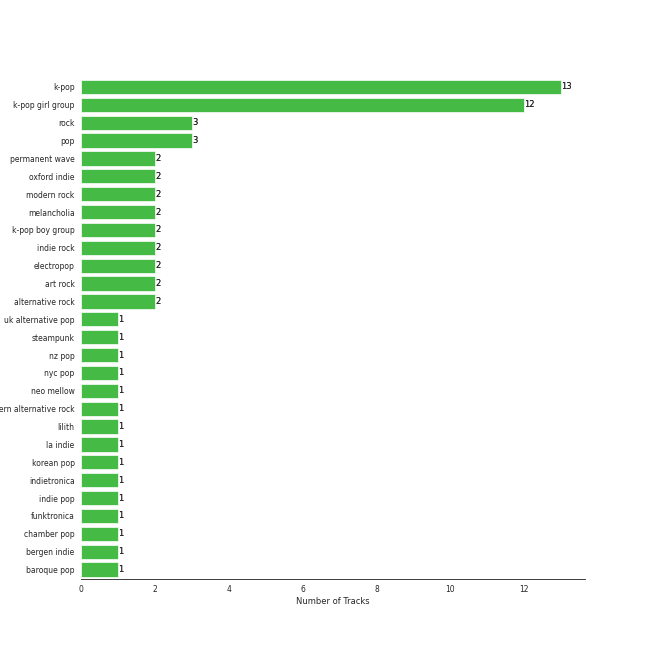 k-pop 13
k-pop girl group 12
rock 3
pop 3
permanent wave 2
oxford indie 2
modern rock 2
melancholia 2
k-pop boy group 2
indie rock 2
electropop 2
art rock 2
alternative rock 2
uk alternative pop 1
steampunk 1
nz pop 1
nyc pop 1
neo mellow 1
ern alternative rock 1
lilith 1
la indie 1
korean pop 1
indietronica 1
indie pop 1
funktronica 1
chamber pop 1
bergen indie 1
baroque pop 1
0 2 4 6 8 10 12
Number of Tracks